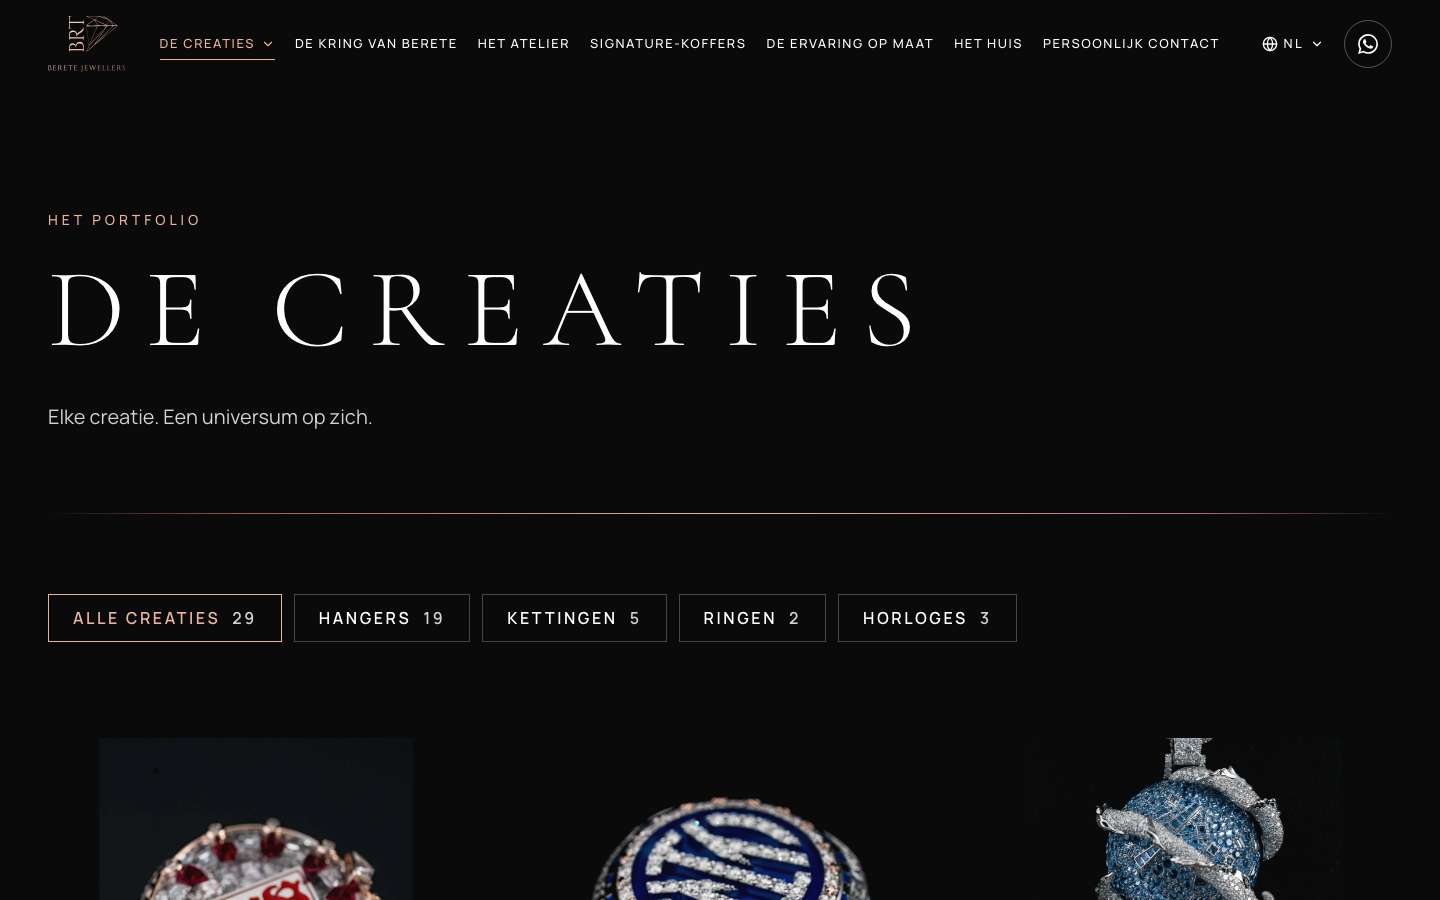 BRT
BERETE JEWELLERS
DE CREATIES
DE KRING VAN BERETE
HET ATELIER
SIGNATURE-KOFFERS
DE ERVARING OP MAAT
HET HUIS
PERSOONLIJK CONTACT
NL
HET PORTFOLIO
DE CREATIES
Elke creatie. Een universum op zich.
ALLE CREATIES 29
HANGERS 19
KETTINGEN 5
RINGEN 2
HORLOGES 3